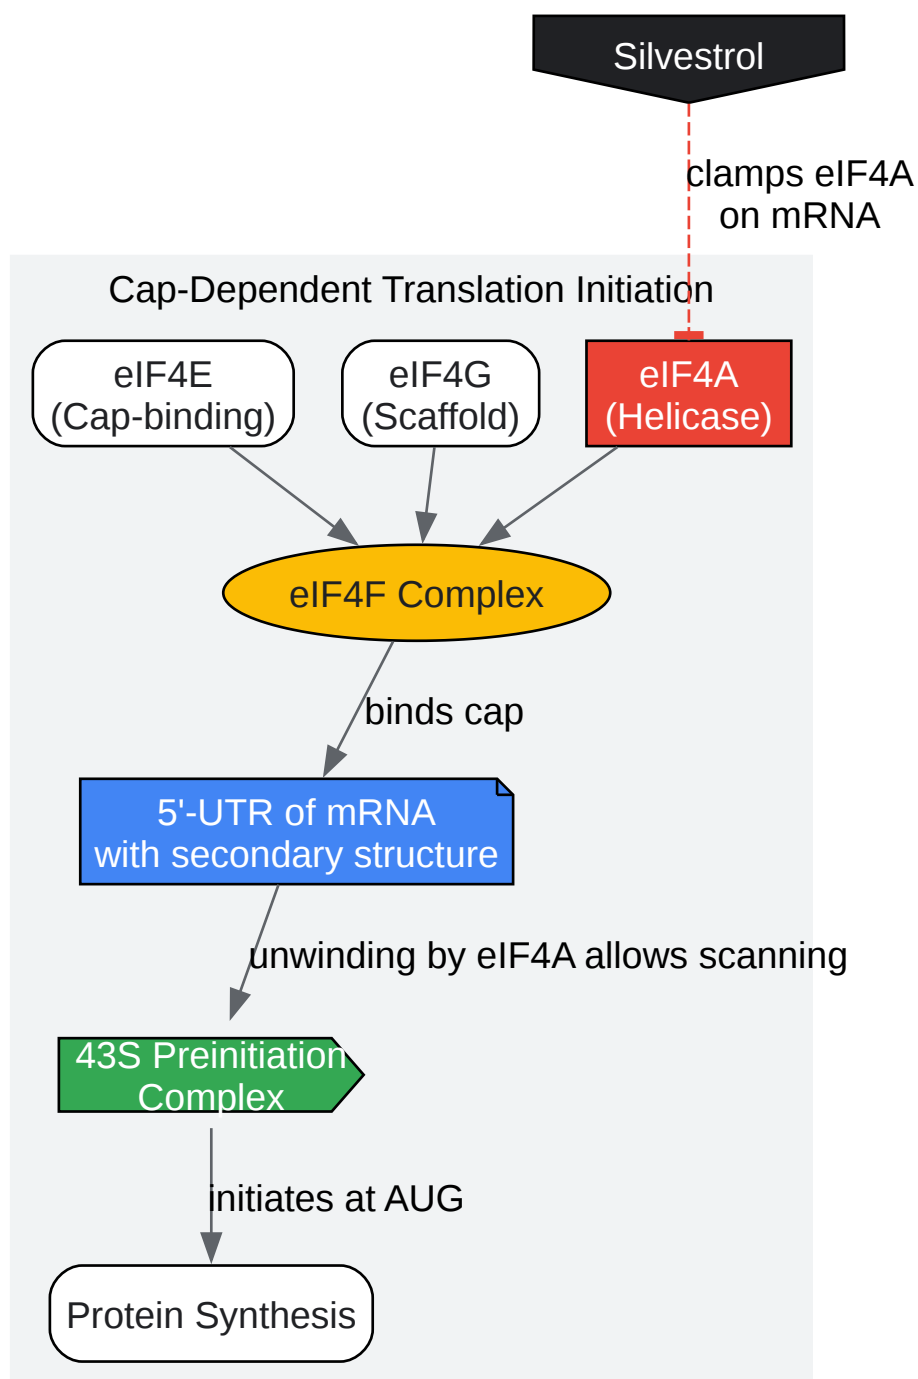 Silvestrol
clamps eIF4A
on mRNA
Cap-Dependent Translation Initiation
eIF4E
(Cap-binding)
eIF4G
(Scaffold)
eIF4A
(Helicase)
eIF4F Complex
binds cap
5'-UTR of mRNA
with secondary structure
unwinding by eIF4A allows scanning
43S Preinitiation
Complex
initiates at AUG
Protein Synthesis